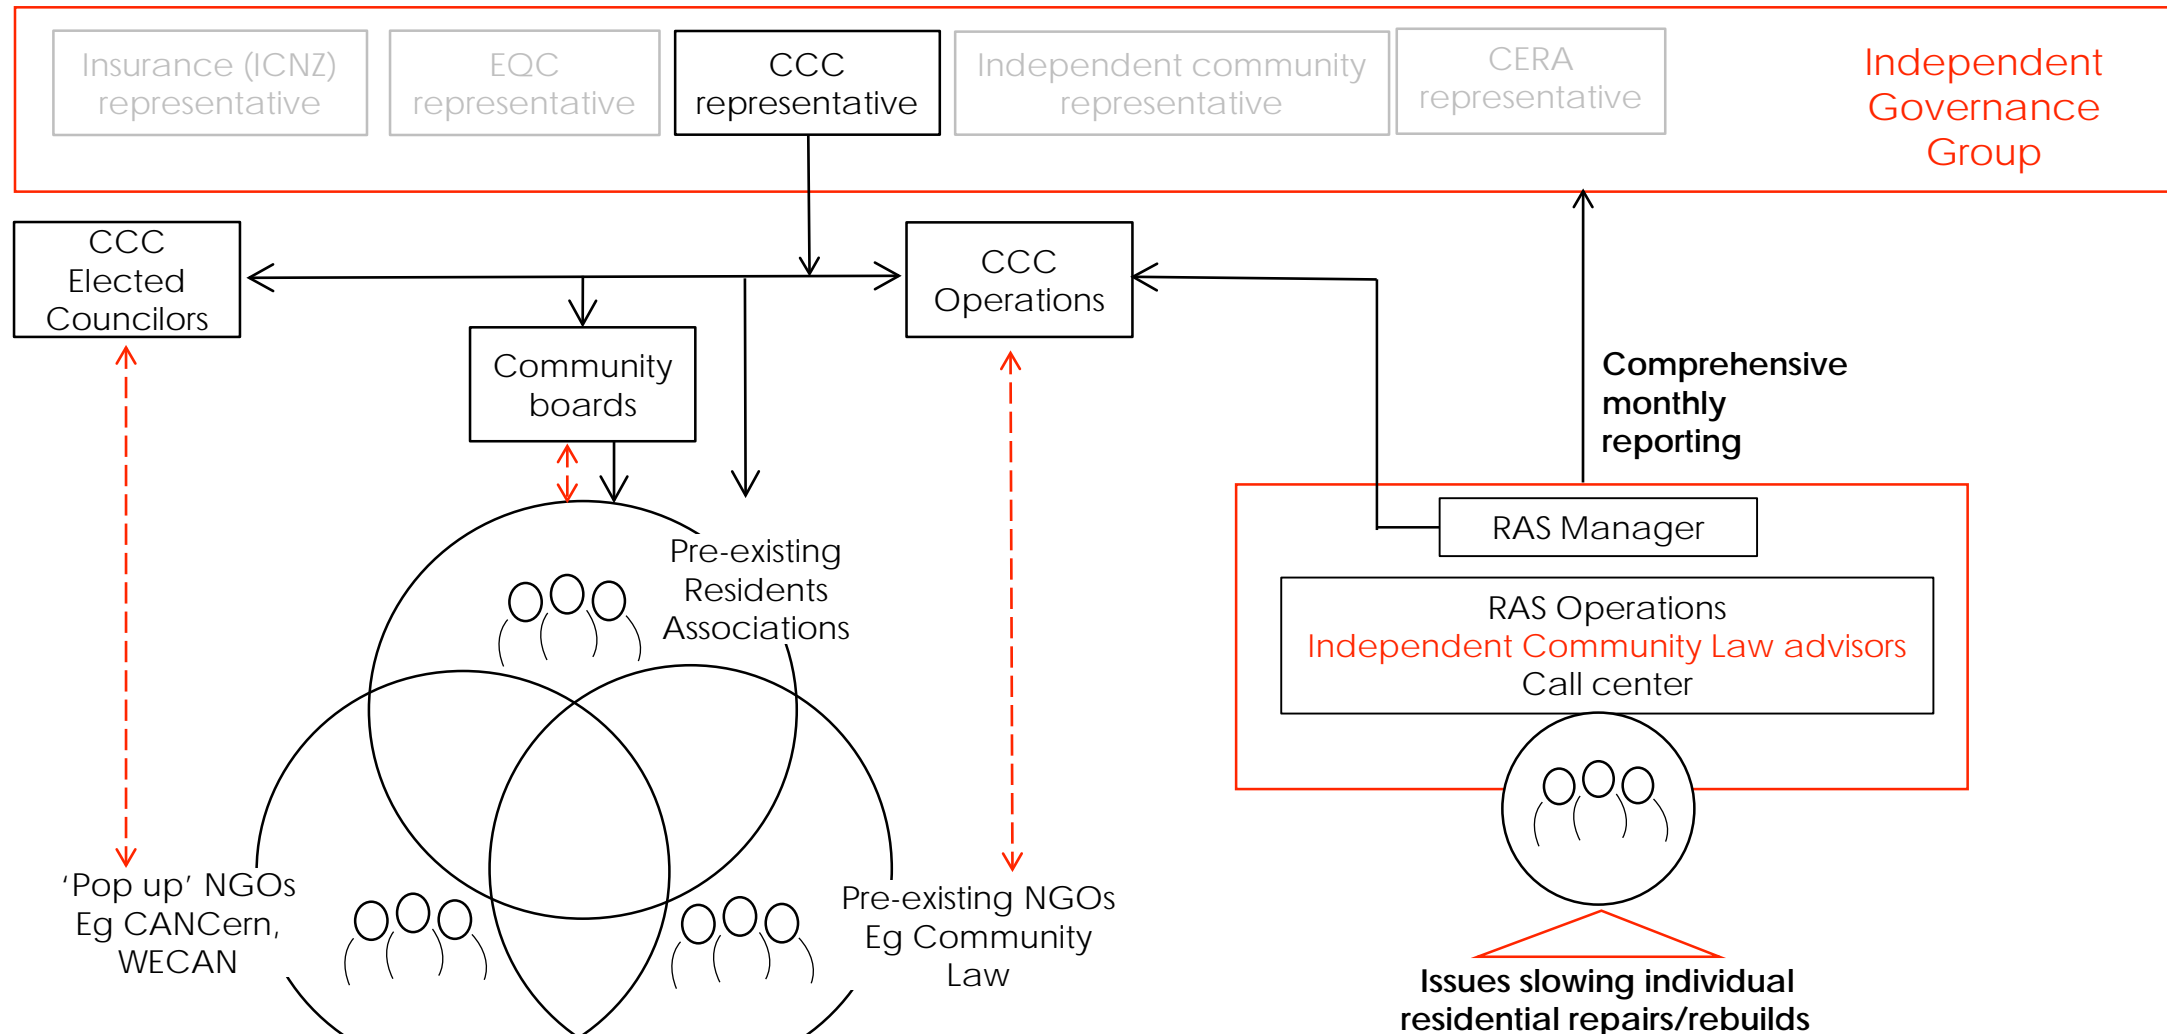 Insurance (ICNZ)
representative
EQC
representative
CCC
representative
Independent community
representative
CERA
representative
Independent
Governance
Group
CCC
Elected
Councilors
CCC
Operations
Community
boards
Comprehensive
monthly
reporting
RAS Manager
Pre-existing
Residents
Associations
RAS Operations
Independent Community Law advisors
Call center
‘Pop up’ NGOs
Eg CANCern,
WECAN
Pre-existing NGOs
Eg Community
Law
Issues slowing individual
residential repairs/rebuilds